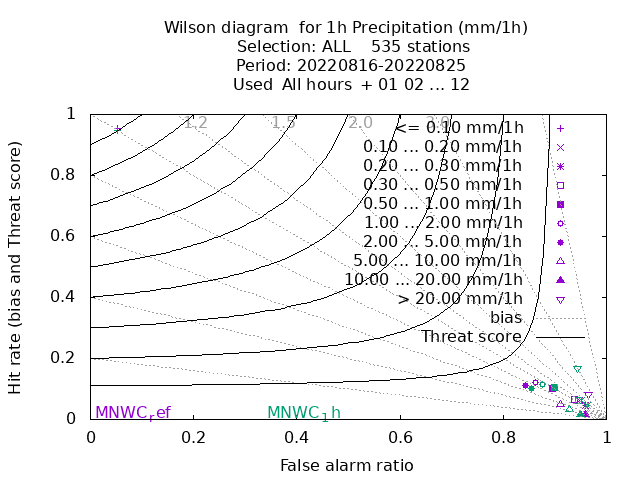 Wilson diagram  for 1h Precipitation (mm/1h)
Selection: ALL    535 stations
Period: 20220816-20220825
Used  All hours  + 01 02 ... 12
Hit rate (bias and Threat score)
1
0.8
0.6
0.4
0.2
0
1.2
1.5
2.0
3.0
<= 0.10 mm/1h
0.10 ... 0.20 mm/1h
0.20 ... 0.30 mm/1h
0.30 ... 0.50 mm/1h
0.50 ... 1.00 mm/1h
1.00 ... 2.00 mm/1h
2.00 ... 5.00 mm/1h
5.00 ... 10.00 mm/1h
10.00 ... 20.00 mm/1h
> 20.00 mm/1h
bias
Threat score
MNWC_ref MNWC_1h
0 0.2 0.4 0.6 0.8 1
False alarm ratio